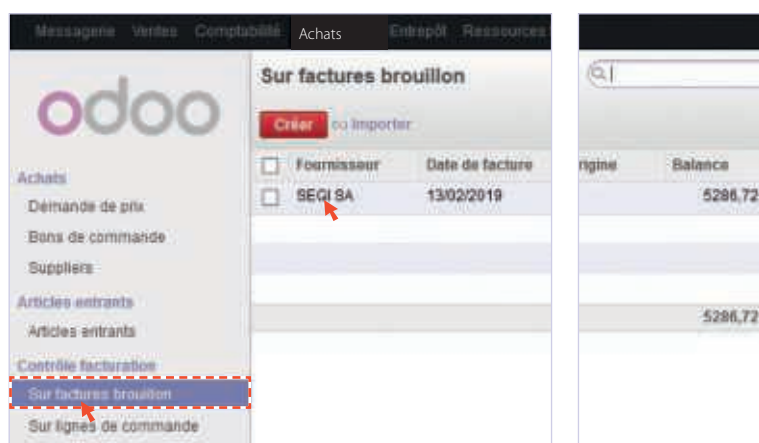 Messagerie Ventes Comptabilité Achats Entrepôt Ressources
odoo
Achats
Demande de prix
Bons de commande
Suppliers
Articles entrants
Articles entrants
Contrôle facturation
Sur factures brouillon
Sur lignes de commande
Sur factures brouillon
Créer ou Importer
Fournisseur Date de facture rigine Balance
SEGI SA 13/02/2019 5286,72
5286,72